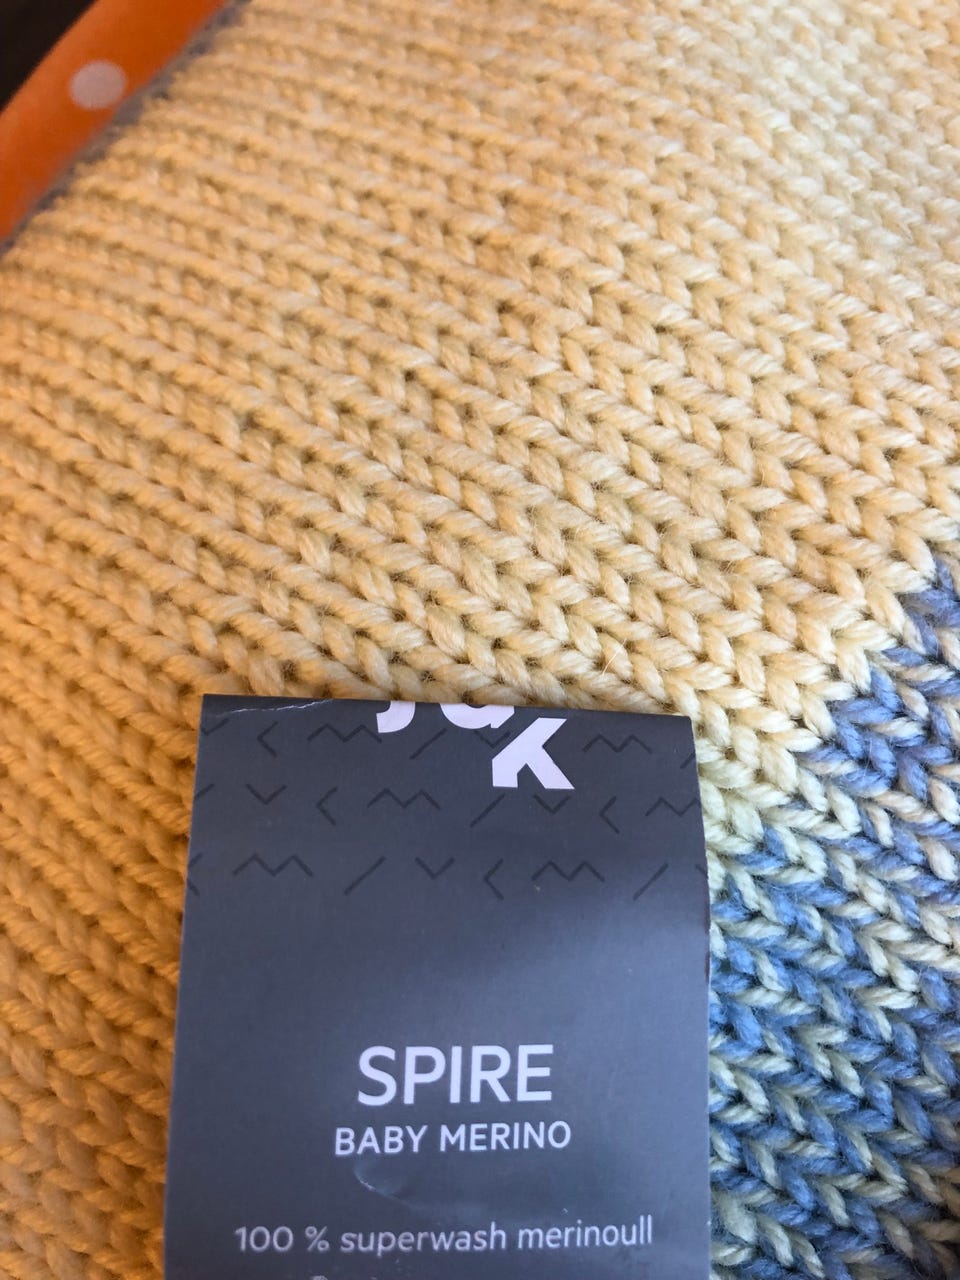 SPIRE
BABY MERINO
100 % superwash merinoull